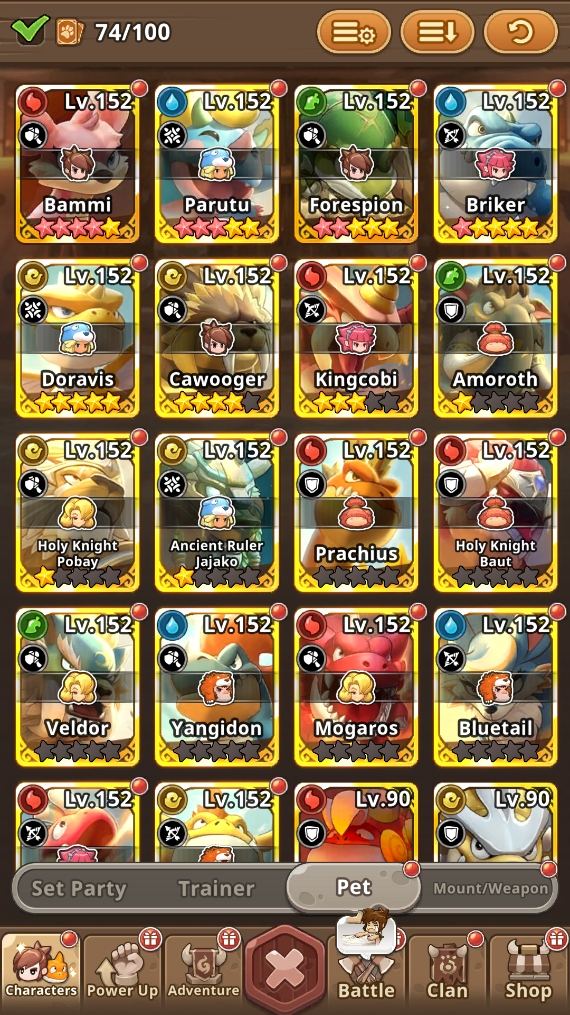 74/100
Lv.152 Lv.152 Lv.152 Lv.152
Bammi Parutu Forespion Briker
Lv.152 Lv.152 Lv.152 Lv.152
Doravis Cawooger Kingcobi Amoroth
Lv.152 Lv.152 Lv.152 Lv.152
Holy Knight Pobay
Ancient Ruler Jajako
Prachius
Holy Knight Baut
Lv.152 Lv.152 Lv.152 Lv.152
Veldor Yangidon Mogaros Bluetail
Lv.152 Lv.152 Lv.90 Lv.90
Set Party Trainer Pet Mount/Weapon
Characters Power Up Adventure Battle Clan Shop